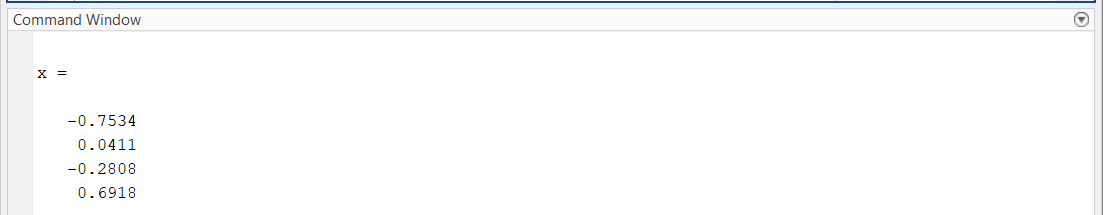 Command Window
x =
-0.7534
0.0411
-0.2808
0.6918